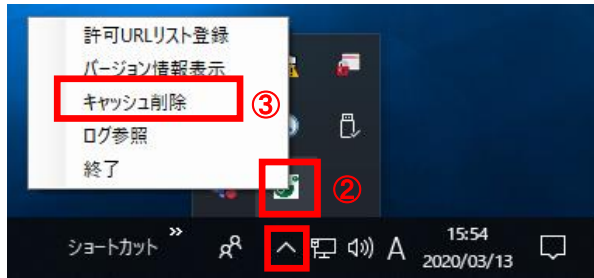 許可URLリスト登録
バージョン情報表示
キャッシュ削除
③
ログ参照
終了
②
ショートカット
»
A
15:54
2020/03/13